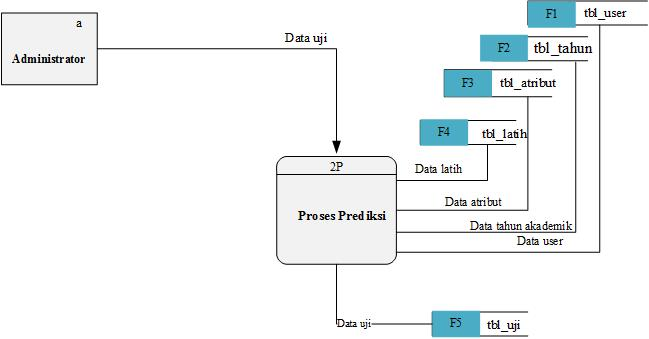 F1 tbl_user
a
Administrator
Data uji
F2 tbl_tahun
F3 tbl_atribut
F4 tbl_latih
2P
Proses Prediksi
Data latih
Data atribut
Data tahun akademik
Data user
Data uji
F5 tbl_uji